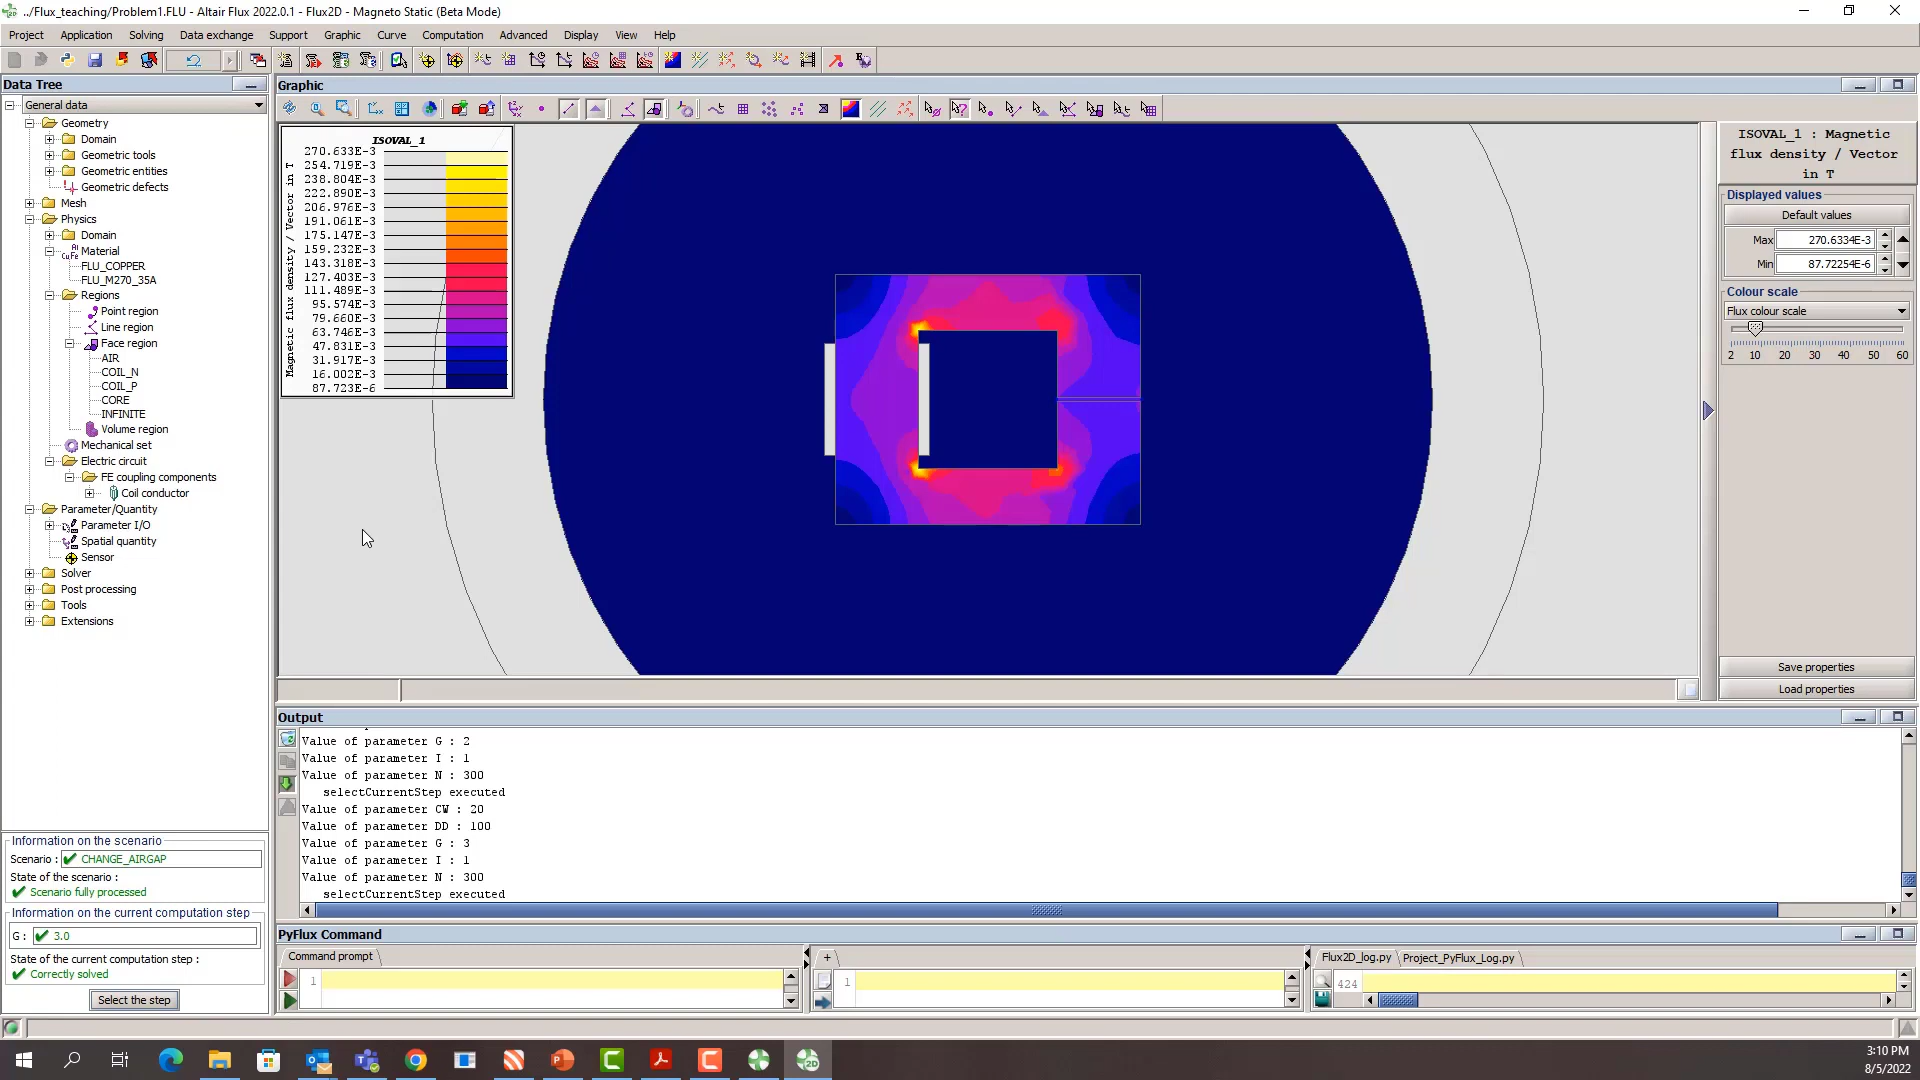 ../Flux_teaching/Problem1.FLU - Altair Flux 2022.0.1 - Flux2D - Magneto Static (Beta Mode)
Project Application Solving Data exchange Support Graphic Curve Computation Advanced Display View Help
Data Tree
General data
Geometry
Domain
Geometric tools
Geometric entities
Geometric defects
Mesh
Physics
Domain
Material
FLU_COPPER
FLU_M270_35A
Regions
Point region
Line region
Face region
AIR
COIL_N
COIL_P
CORE
INFINITE
Volume region
Mechanical set
Electric circuit
FE coupling components
Coil conductor
Parameter/Quantity
Parameter I/O
Spatial quantity
Sensor
Solver
Post processing
Tools
Extensions
Information on the scenario
Scenario : CHANGE_AIRGAP
State of the scenario :
Scenario fully processed
Information on the current computation step
G : 3.0
State of the current computation step :
Correctly solved
Select the step
Graphic
ISOVAL_1
Magnetic flux density / Vector in T
270.633E-3
254.719E-3
238.804E-3
222.890E-3
206.976E-3
191.061E-3
175.147E-3
159.232E-3
143.318E-3
127.403E-3
111.489E-3
95.574E-3
79.660E-3
63.746E-3
47.831E-3
31.917E-3
16.002E-3
87.723E-6
ISOVAL_1 : Magnetic
flux density / Vector
in T
Displayed values
Default values
Max 270.6334E-3
Min 87.72254E-6
Colour scale
Flux colour scale
2 10 20 30 40 50 60
Save properties
Load properties
Output
Value of parameter G : 2
Value of parameter I : 1
Value of parameter N : 300
selectCurrentStep executed
Value of parameter CW : 20
Value of parameter DD : 100
Value of parameter G : 3
Value of parameter I : 1
Value of parameter N : 300
selectCurrentStep executed
PyFlux Command
Command prompt
1
+
1
Flux2D_log.py Project_PyFlux_Log.py
424
3:10 PM
8/5/2022